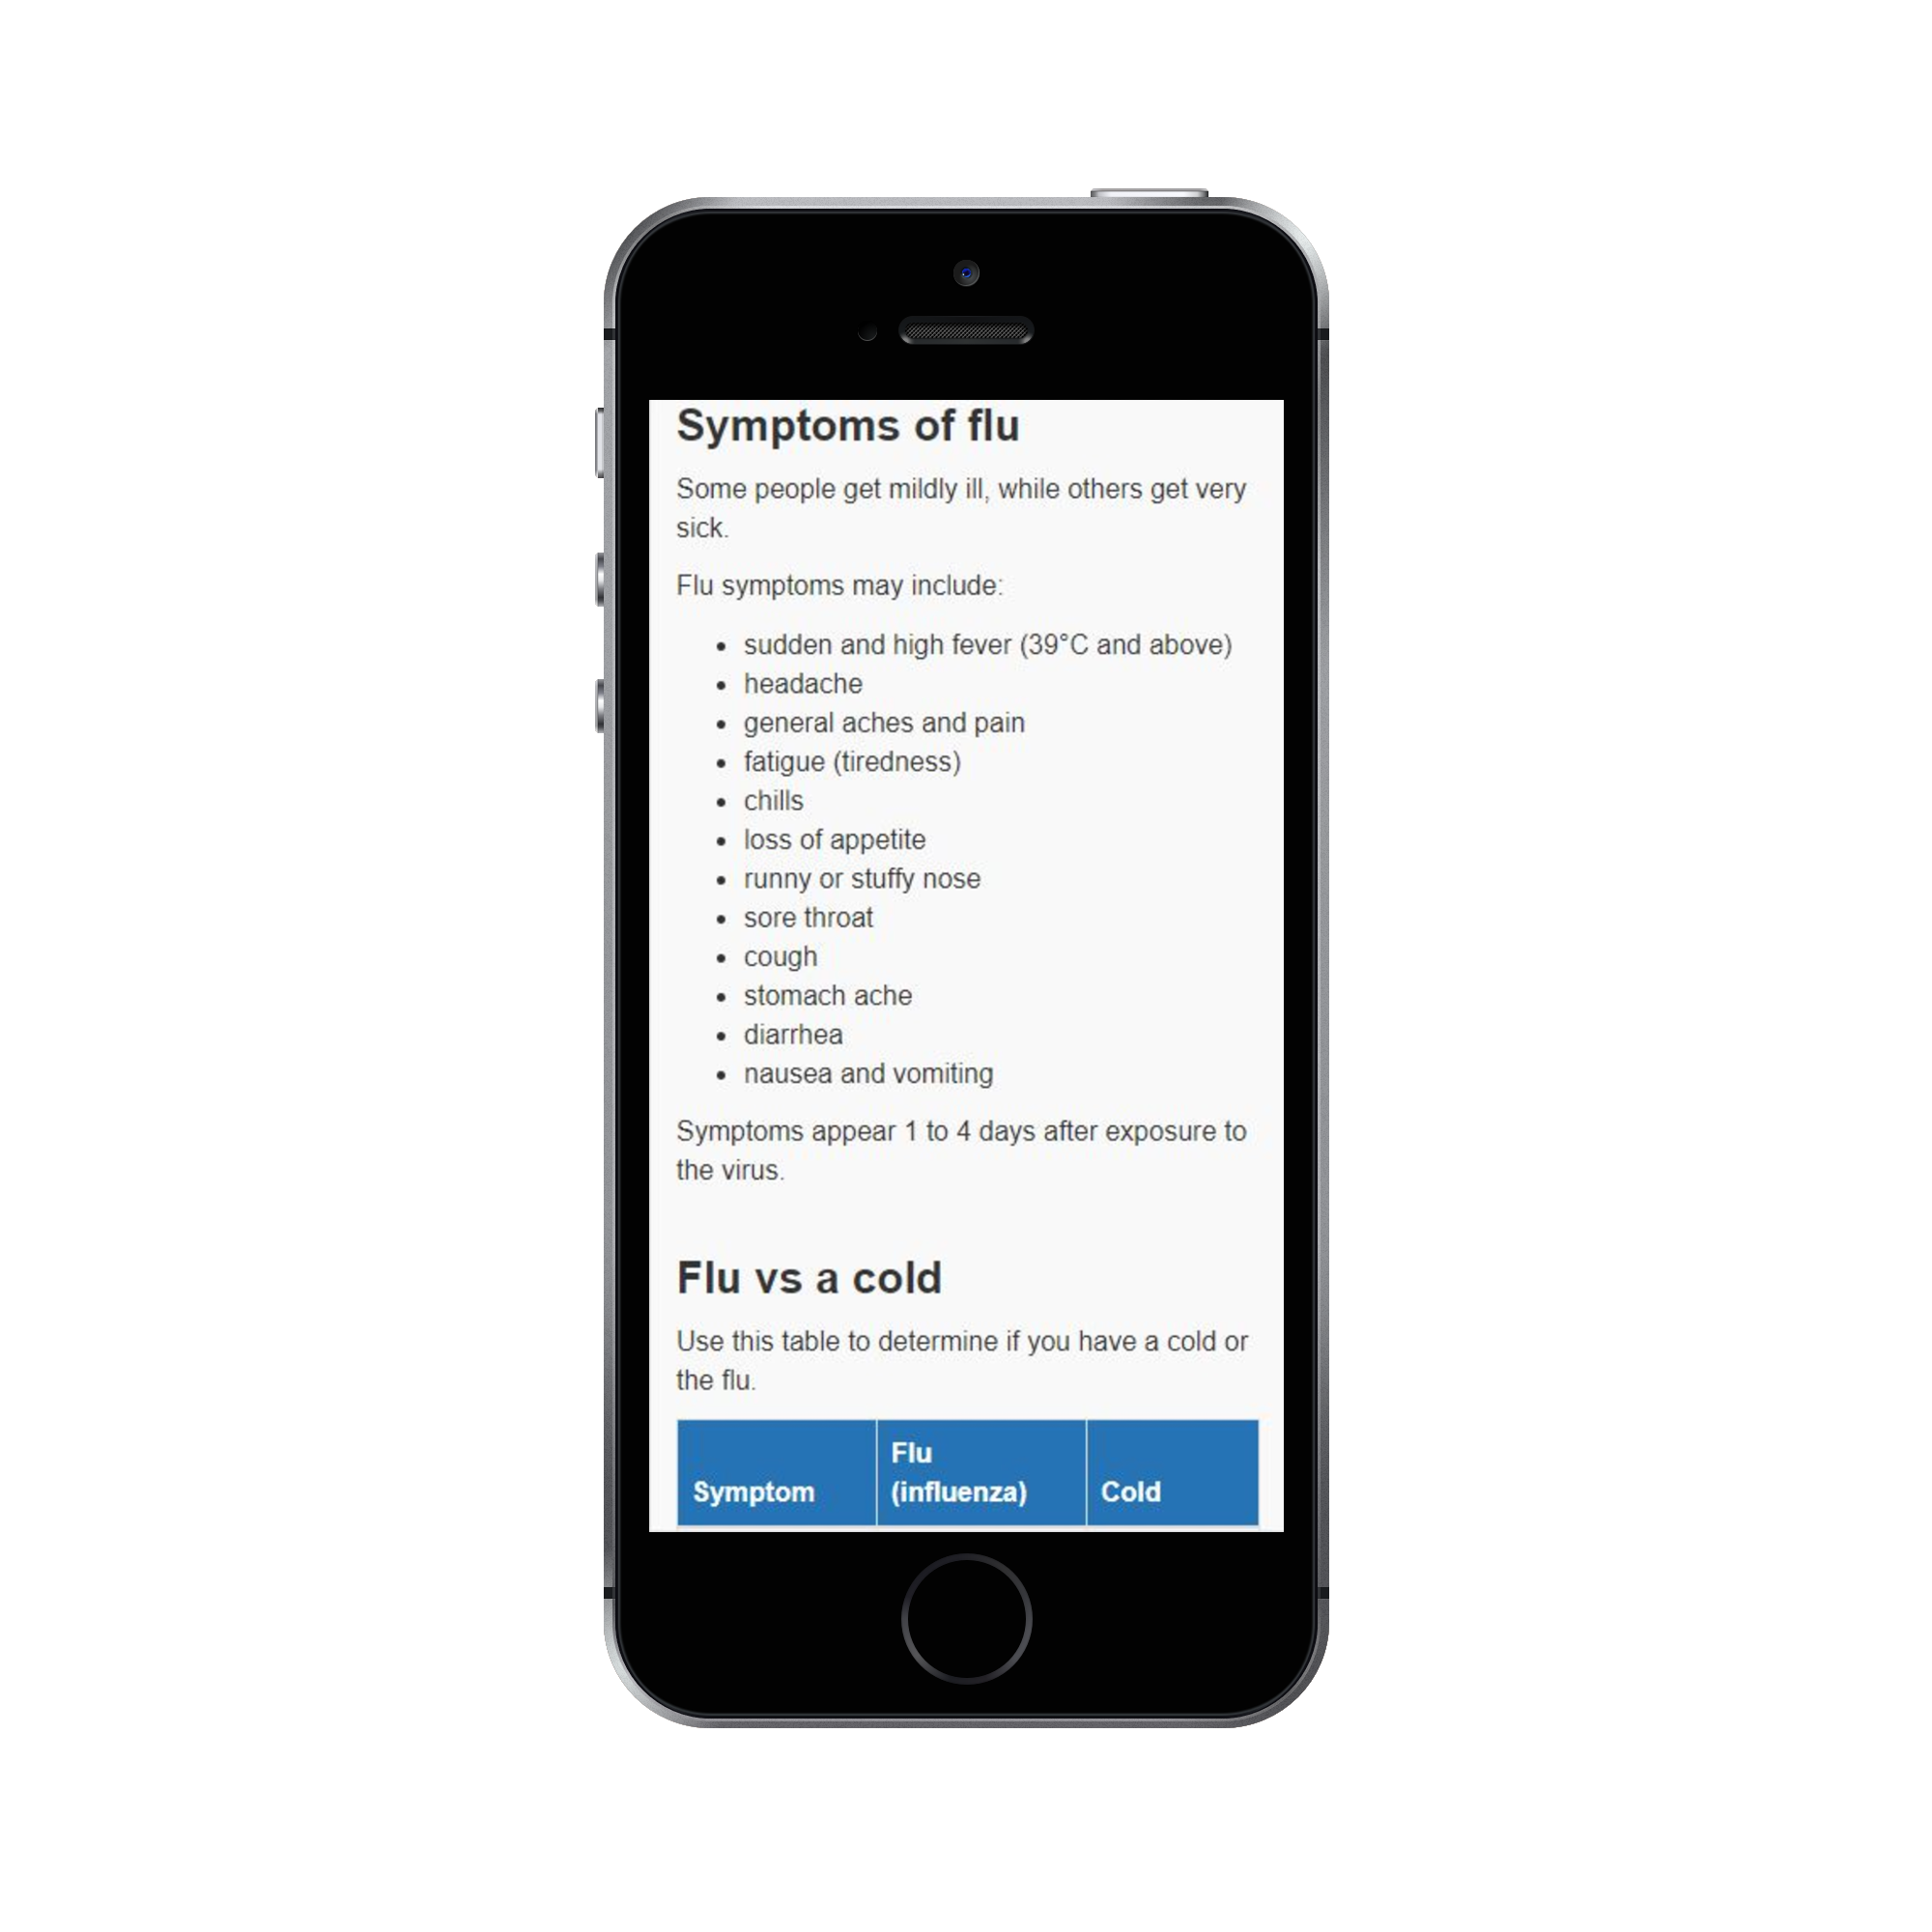 Symptoms of flu
Some people get mildly ill, while others get very
sick.
Flu symptoms may include:
• sudden and high fever (39°C and above)
• headache
• general aches and pain
• fatigue (tiredness)
• chills
• loss of appetite
• runny or stuffy nose
• sore throat
• cough
• stomach ache
• diarrhea
• nausea and vomiting
Symptoms appear 1 to 4 days after exposure to
the virus.
Flu vs a cold
Use this table to determine if you have a cold or
the flu.
Symptom
Flu
(influenza)
Cold